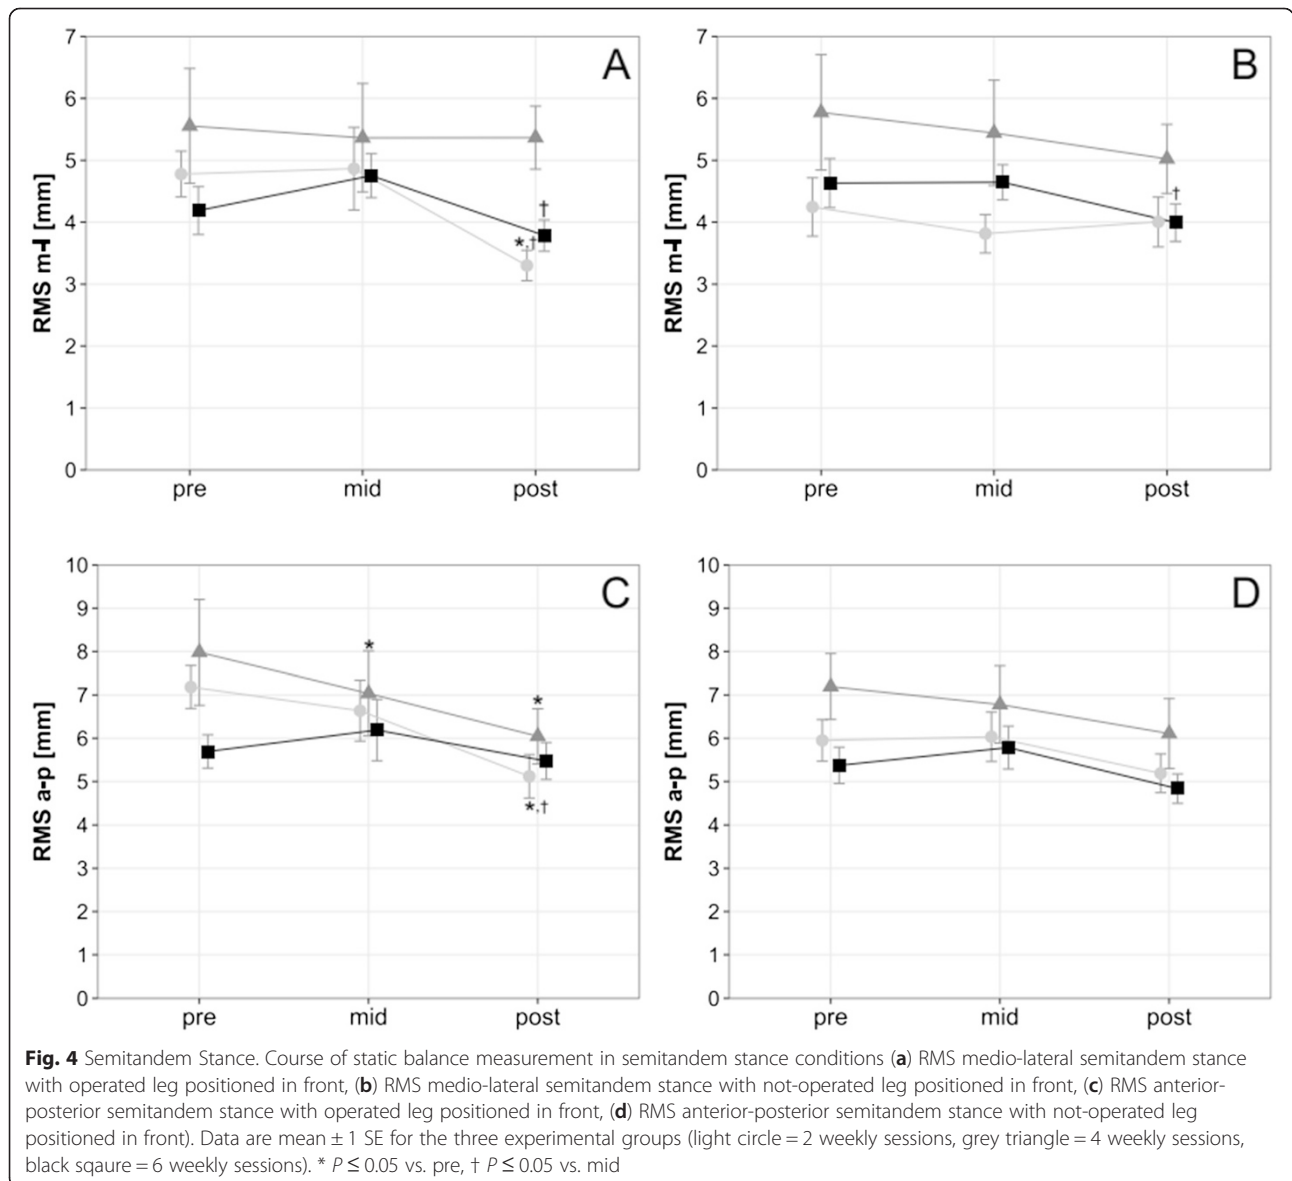 7
6
5
4
3
2
1
0
RMS m-l [mm]
A
*,†
†
pre mid post
7
6
5
4
3
2
1
0
RMS m-l [mm]
B
†
pre mid post
10
9
8
7
6
5
4
3
2
1
0
RMS a-p [mm]
C
*
*
*,†
pre mid post
10
9
8
7
6
5
4
3
2
1
0
RMS a-p [mm]
D
pre mid post
Fig. 4 Semitandem Stance. Course of static balance measurement in semitandem stance conditions (a) RMS medio-lateral semitandem stance
with operated leg positioned in front, (b) RMS medio-lateral semitandem stance with not-operated leg positioned in front, (c) RMS anterior-
posterior semitandem stance with operated leg positioned in front, (d) RMS anterior-posterior semitandem stance with not-operated leg
positioned in front). Data are mean ± 1 SE for the three experimental groups (light circle = 2 weekly sessions, grey triangle = 4 weekly sessions,
black sqaure = 6 weekly sessions). * P ≤ 0.05 vs. pre, † P ≤ 0.05 vs. mid